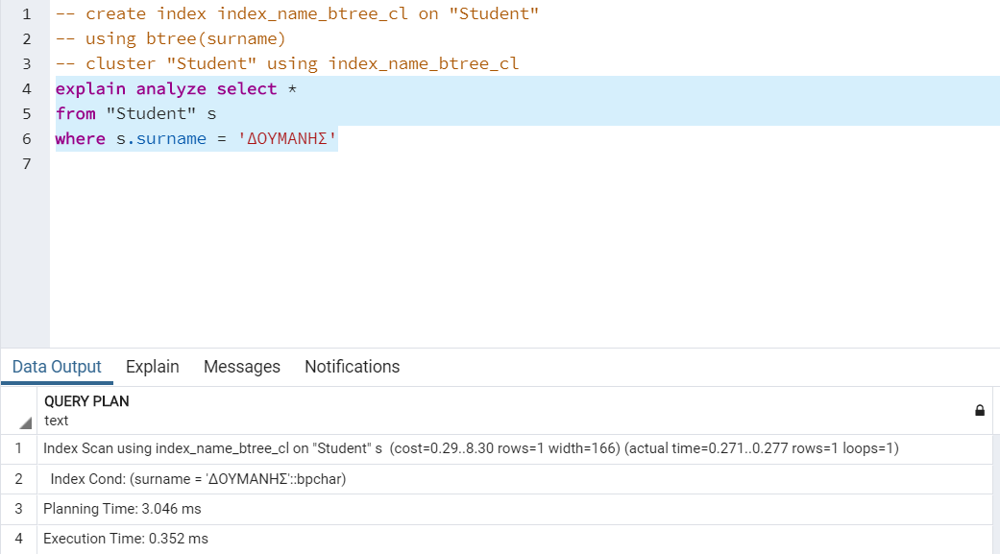 1 -- create index index_name_btree_cl on "Student"
2 -- using btree(surname)
3 -- cluster "Student" using index_name_btree_cl
4 explain analyze select *
5 from "Student" s
6 where s.surname = 'ΔΟΥΜΑΝΗΣ'
7
Data Output Explain Messages Notifications
QUERY PLAN
text
1 Index Scan using index_name_btree_cl on "Student" s (cost=0.29..8.30 rows=1 width=166) (actual time=0.271..0.277 rows=1 loops=1)
2 Index Cond: (surname = 'ΔΟΥΜΑΝΗΣ'::bpchar)
3 Planning Time: 3.046 ms
4 Execution Time: 0.352 ms